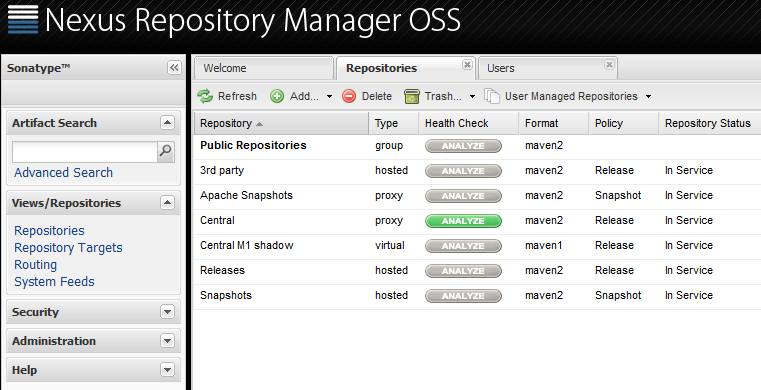 Nexus Repository Manager OSS
Sonatype™
Welcome Repositories Users
Refresh Add... Delete Trash... User Managed Repositories
Artifact Search
Advanced Search
Views/Repositories
Repositories
Repository Targets
Routing
System Feeds
Security
Administration
Help
Repository Type Health Check Format Policy Repository Status
Public Repositories group ANALYZE maven2
3rd party hosted ANALYZE maven2 Release In Service
Apache Snapshots proxy ANALYZE maven2 Snapshot In Service
Central proxy ANALYZE maven2 Release In Service
Central M1 shadow virtual ANALYZE maven1 Release In Service
Releases hosted ANALYZE maven2 Release In Service
Snapshots hosted ANALYZE maven2 Snapshot In Service